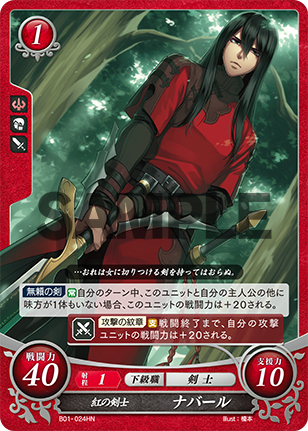 1
SAMPLE
…おれは女に切りつける剣を持ってはおらぬ。
無頼の剣 常 自分のターン中、このユニットと自分の主人公の他に
味方が1体もいない場合、このユニットの戦闘力は+20される。
攻撃の紋章 攻 戦闘終了まで、自分の攻撃
ユニットの戦闘力は+20される。
戦闘力 40
射程 1 下級職 剣士
支援力 10
紅の剣士 ナバール
B01-024HN
Illust:榎本